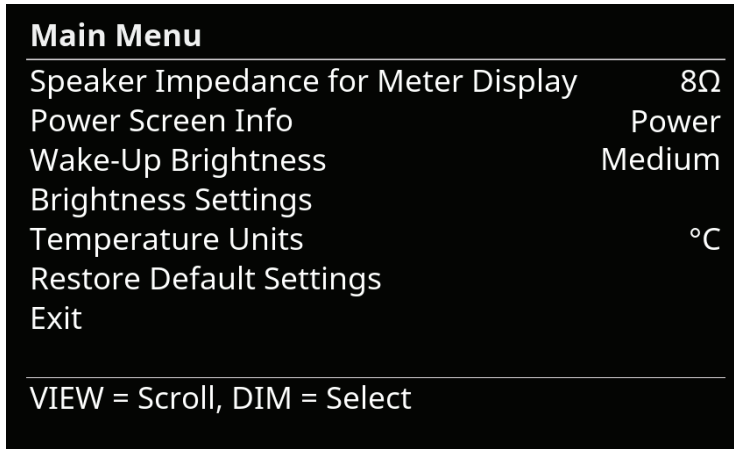 Main Menu
Speaker Impedance for Meter Display 8Ω
Power Screen Info Power
Wake-Up Brightness Medium
Brightness Settings
Temperature Units °C
Restore Default Settings
Exit
VIEW = Scroll, DIM = Select